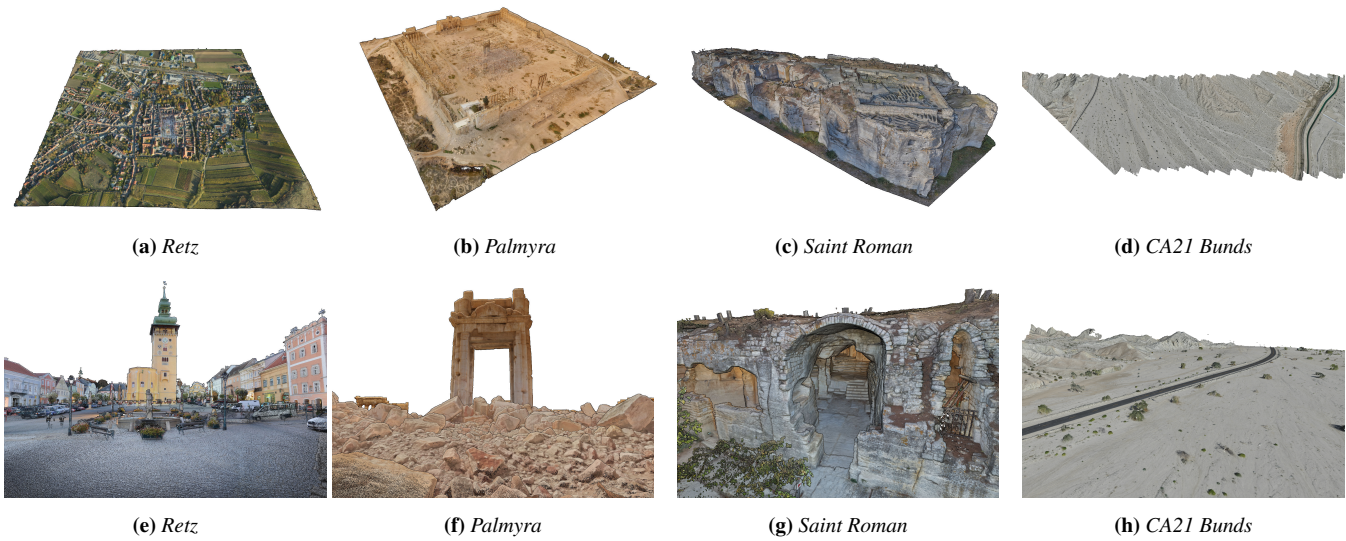 (a) Retz
(b) Palmyra
(c) Saint Roman
(d) CA21 Bunds
(e) Retz
(f) Palmyra
(g) Saint Roman
(h) CA21 Bunds